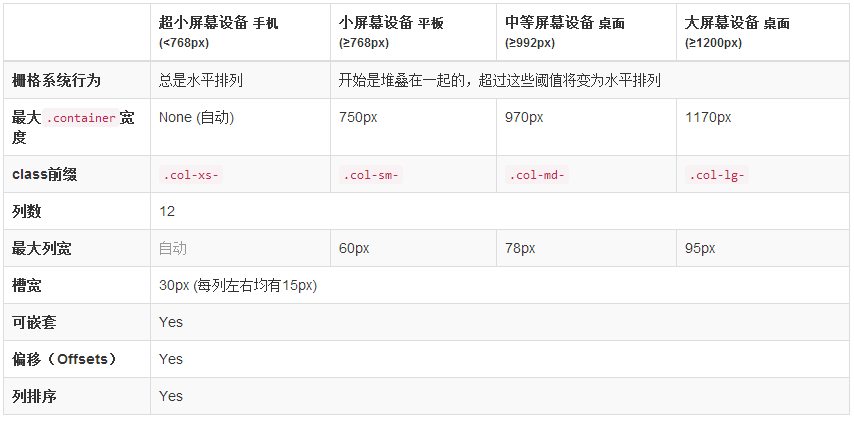 超小屏幕设备 手机 小屏幕设备 平板 中等屏幕设备 桌面 大屏幕设备 桌面
(<768px) (≥768px) (≥992px) (≥1200px)
栅格系统行为 总是水平排列 开始是堆叠在一起的，超过这些阈值将变为水平排列
最大 .container 宽度 None (自动) 750px 970px 1170px
class前缀 .col-xs- .col-sm- .col-md- .col-lg-
列数 12
最大列宽 自动 60px 78px 95px
槽宽 30px (每列左右均有15px)
可嵌套 Yes
偏移（Offsets） Yes
列排序 Yes